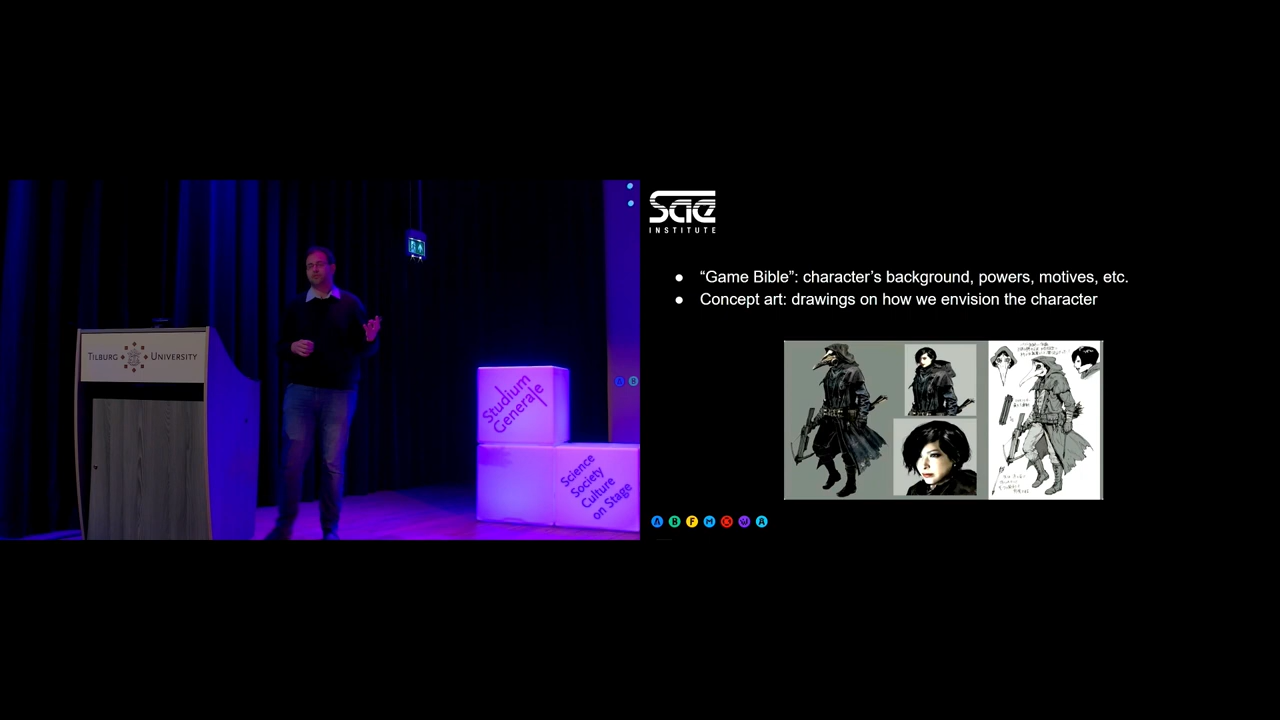 TILBURG UNIVERSITY
Studium
Generale
Science
Society
Culture
on Stage
A B
SAE
INSTITUTE
● “Game Bible”: character’s background, powers, motives, etc.
● Concept art: drawings on how we envision the character
A B F M C W A